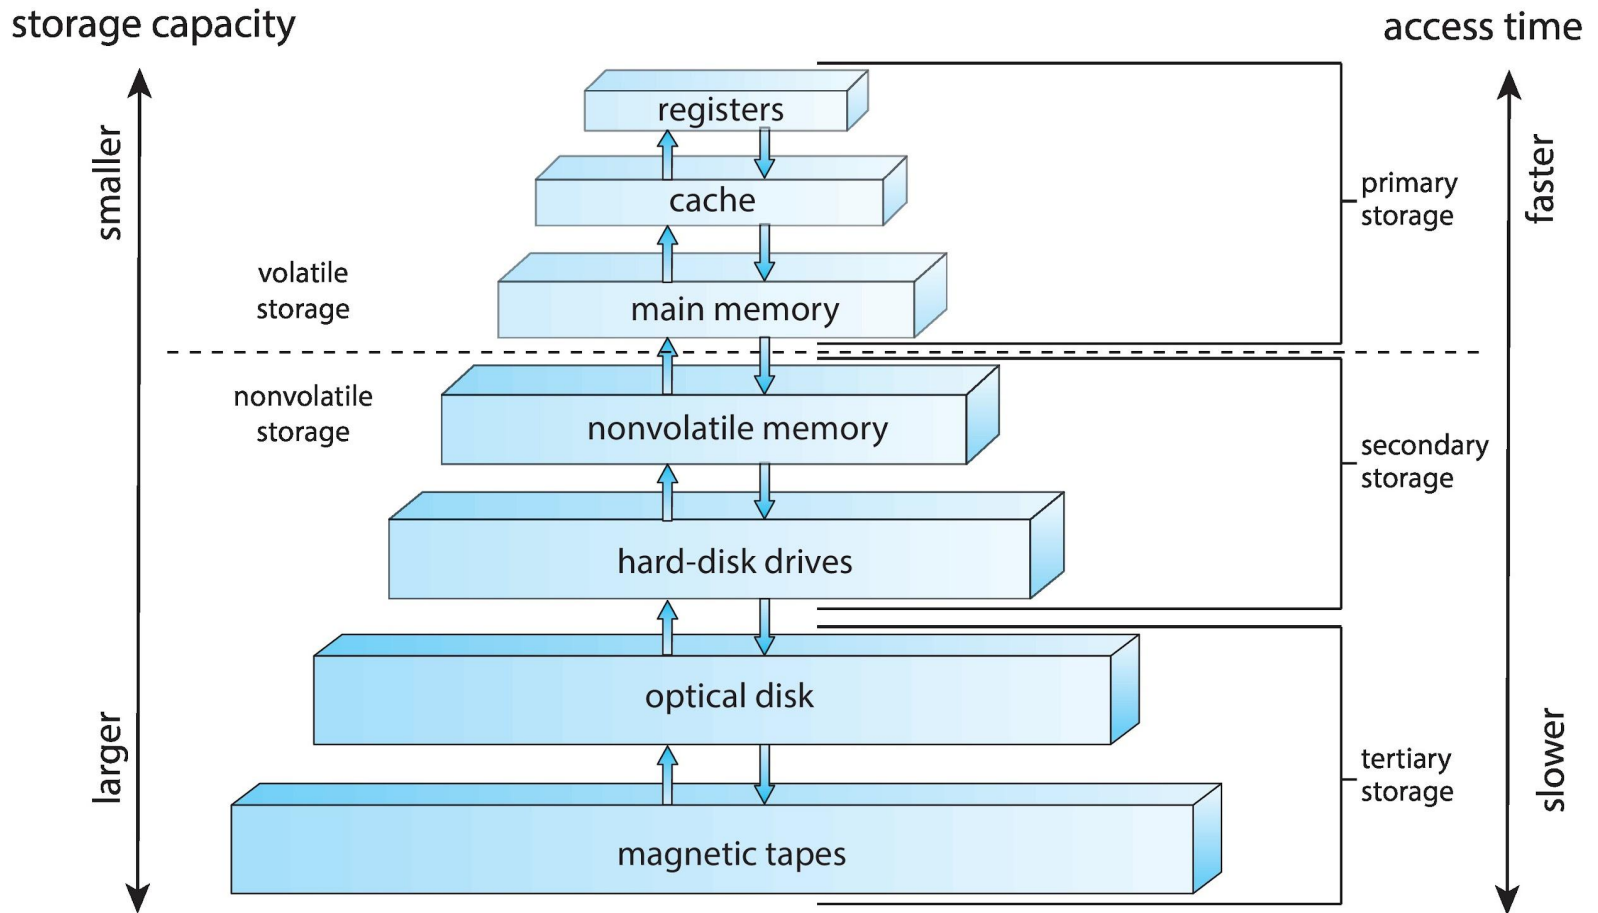 storage capacity
access time
smaller
larger
registers
cache
main memory
volatile
storage
nonvolatile
storage
nonvolatile memory
hard-disk drives
optical disk
magnetic tapes
primary
storage
secondary
storage
tertiary
storage
faster
slower